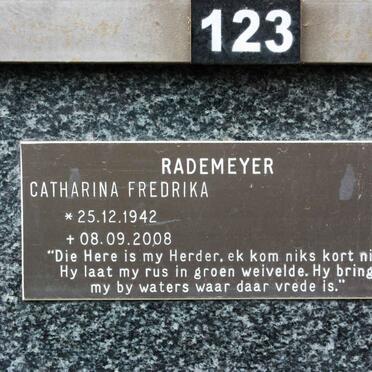 123
RADEMEYER
CATHARINA FREDRIKA
* 25.12.1942
+ 08.09.2008
"Die Here is my Herder, ek kom niks kort ni
Hy laat my rus in groen weivelde. Hy bring
my by waters waar daar vrede is."